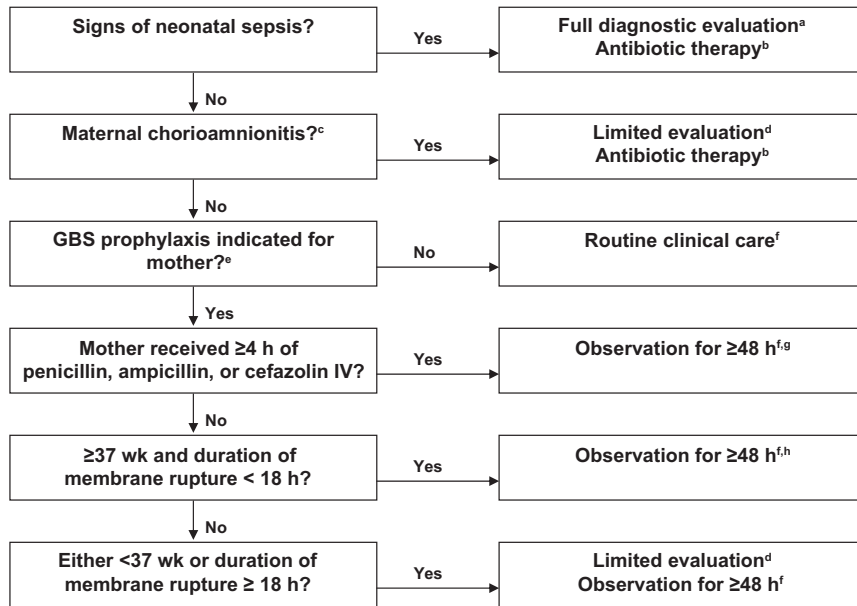 Signs of neonatal sepsis?
Yes
Full diagnostic evaluationᵃ
Antibiotic therapyᵇ
No
Maternal chorioamnionitis?ᶜ
Yes
Limited evaluationᵈ
Antibiotic therapyᵇ
No
GBS prophylaxis indicated for
mother?ᵉ
No
Routine clinical careᶠ
Yes
Mother received ≥4 h of
penicillin, ampicillin, or cefazolin IV?
Yes
Observation for ≥48 hᶠ,ᵍ
No
≥37 wk and duration of
membrane rupture < 18 h?
Yes
Observation for ≥48 hᶠ,ʰ
No
Either <37 wk or duration of
membrane rupture ≥ 18 h?
Yes
Limited evaluationᵈ
Observation for ≥48 hᶠ